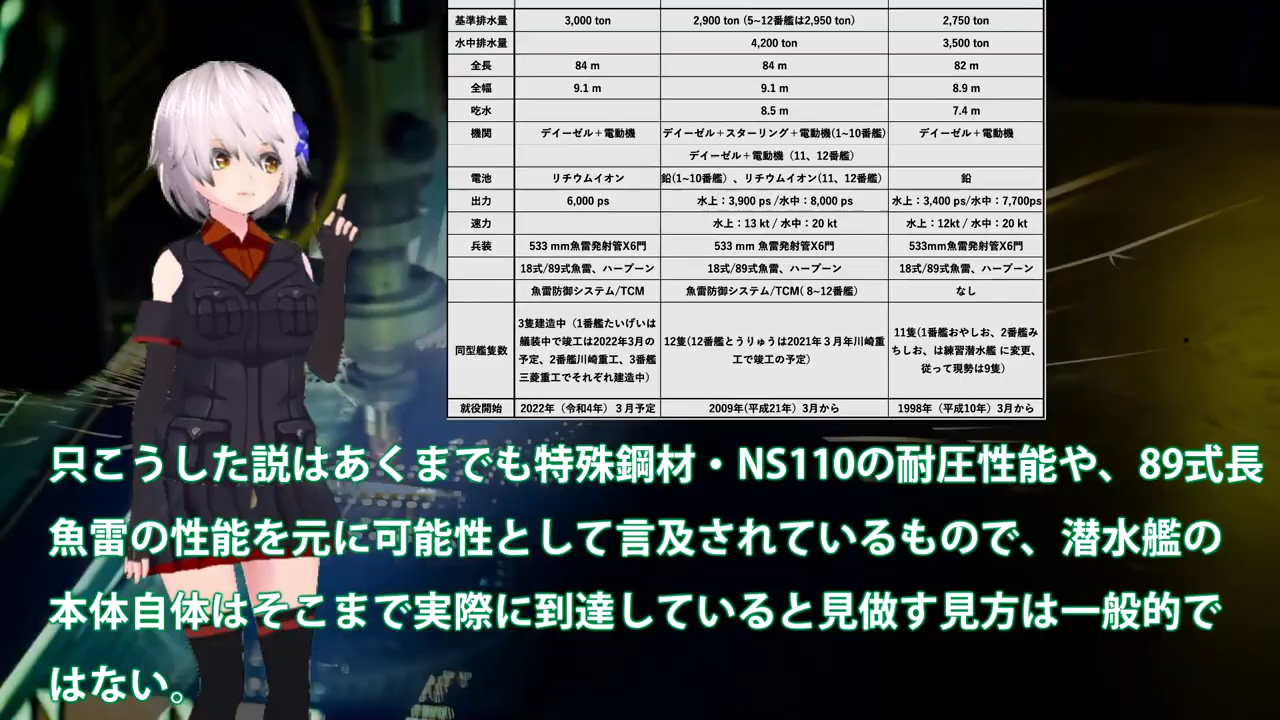 基準排水量 3,000 ton 2,900 ton (5~12番艦は2,950 ton) 2,750 ton
水中排水量 4,200 ton 3,500 ton
全長 84 m 84 m 82 m
全幅 9.1 m 9.1 m 8.9 m
吃水 8.5 m 7.4 m
機関 デイーゼル＋電動機 デイーゼル＋スターリング＋電動機(1~10番艦) デイーゼル＋電動機
デイーゼル＋電動機（11、12番艦）
電池 リチウムイオン 鉛(1~10番艦）、リチウムイオン(11、12番艦） 鉛
出力 6,000 ps 水上：3,900 ps /水中：8,000 ps 水上：3,400 ps/水中：7,700ps
速力 水上：13 kt / 水中：20 kt 水上：12kt / 水中：20 kt
兵装 533 mm魚雷発射管X6門 533 mm 魚雷発射管X6門 533mm魚雷発射管X6門
18式/89式魚雷、ハープーン 18式/89式魚雷、ハープーン 18式/89式魚雷、ハープーン
魚雷防御システム/TCM 魚雷防御システム/TCM( 8~12番艦） なし
同型艦隻数
3隻建造中（1番艦たいげいは
艤装中で竣工は2022年3月の
予定、2番艦川崎重工、3番艦
三菱重工でそれぞれ建造中）
12隻(12番艦とうりゅうは2021年３月年川崎重
工で竣工の予定）
11隻(1番艦おやしお、2番艦み
ちしお、は練習潜水艦 に変更、
従って現勢は9隻）
就役開始 2022年（令和4年）３月予定 2009年(平成21年）3月から 1998年（平成10年）3月から
只こうした説はあくまでも特殊鋼材・NS110の耐圧性能や、89式長
魚雷の性能を元に可能性として言及されているもので、潜水艦の
本体自体はそこまで実際に到達していると見做す見方は一般的で
はない。